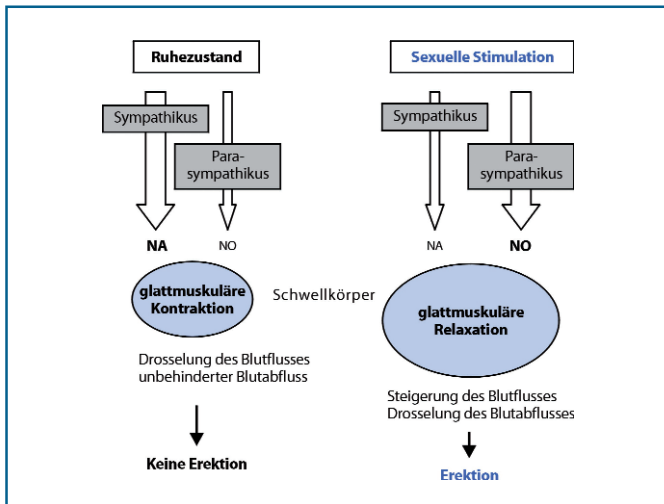 Ruhezustand
Sympathikus
Para-
sympathikus
NA
NO
glattmuskuläre
Kontraktion
Drosselung des Blutflusses
unbehinderter Blutabfluss
Keine Erektion
Schwellkörper
Sexuelle Stimulation
Sympathikus
Para-
sympathikus
NA
NO
glattmuskuläre
Relaxation
Steigerung des Blutflusses
Drosselung des Blutabflusses
Erektion